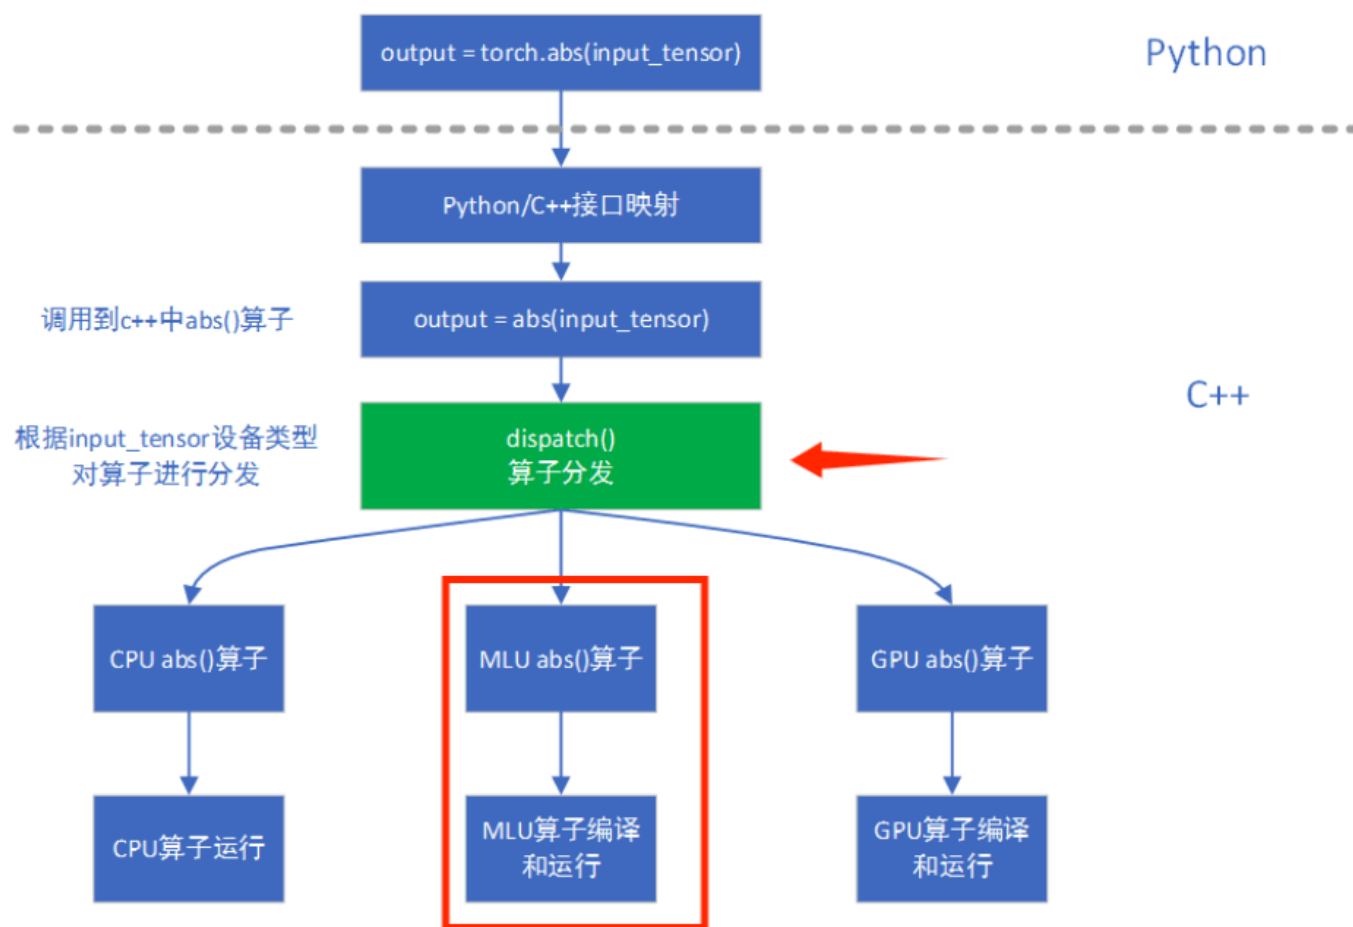 output = torch.abs(input_tensor)
Python
Python/C++接口映射
调用到c++中abs()算子
output = abs(input_tensor)
C++
根据input_tensor设备类型
对算子进行分发
dispatch()
算子分发
CPU abs()算子
MLU abs()算子
GPU abs()算子
CPU算子运行
MLU算子编译
和运行
GPU算子编译
和运行